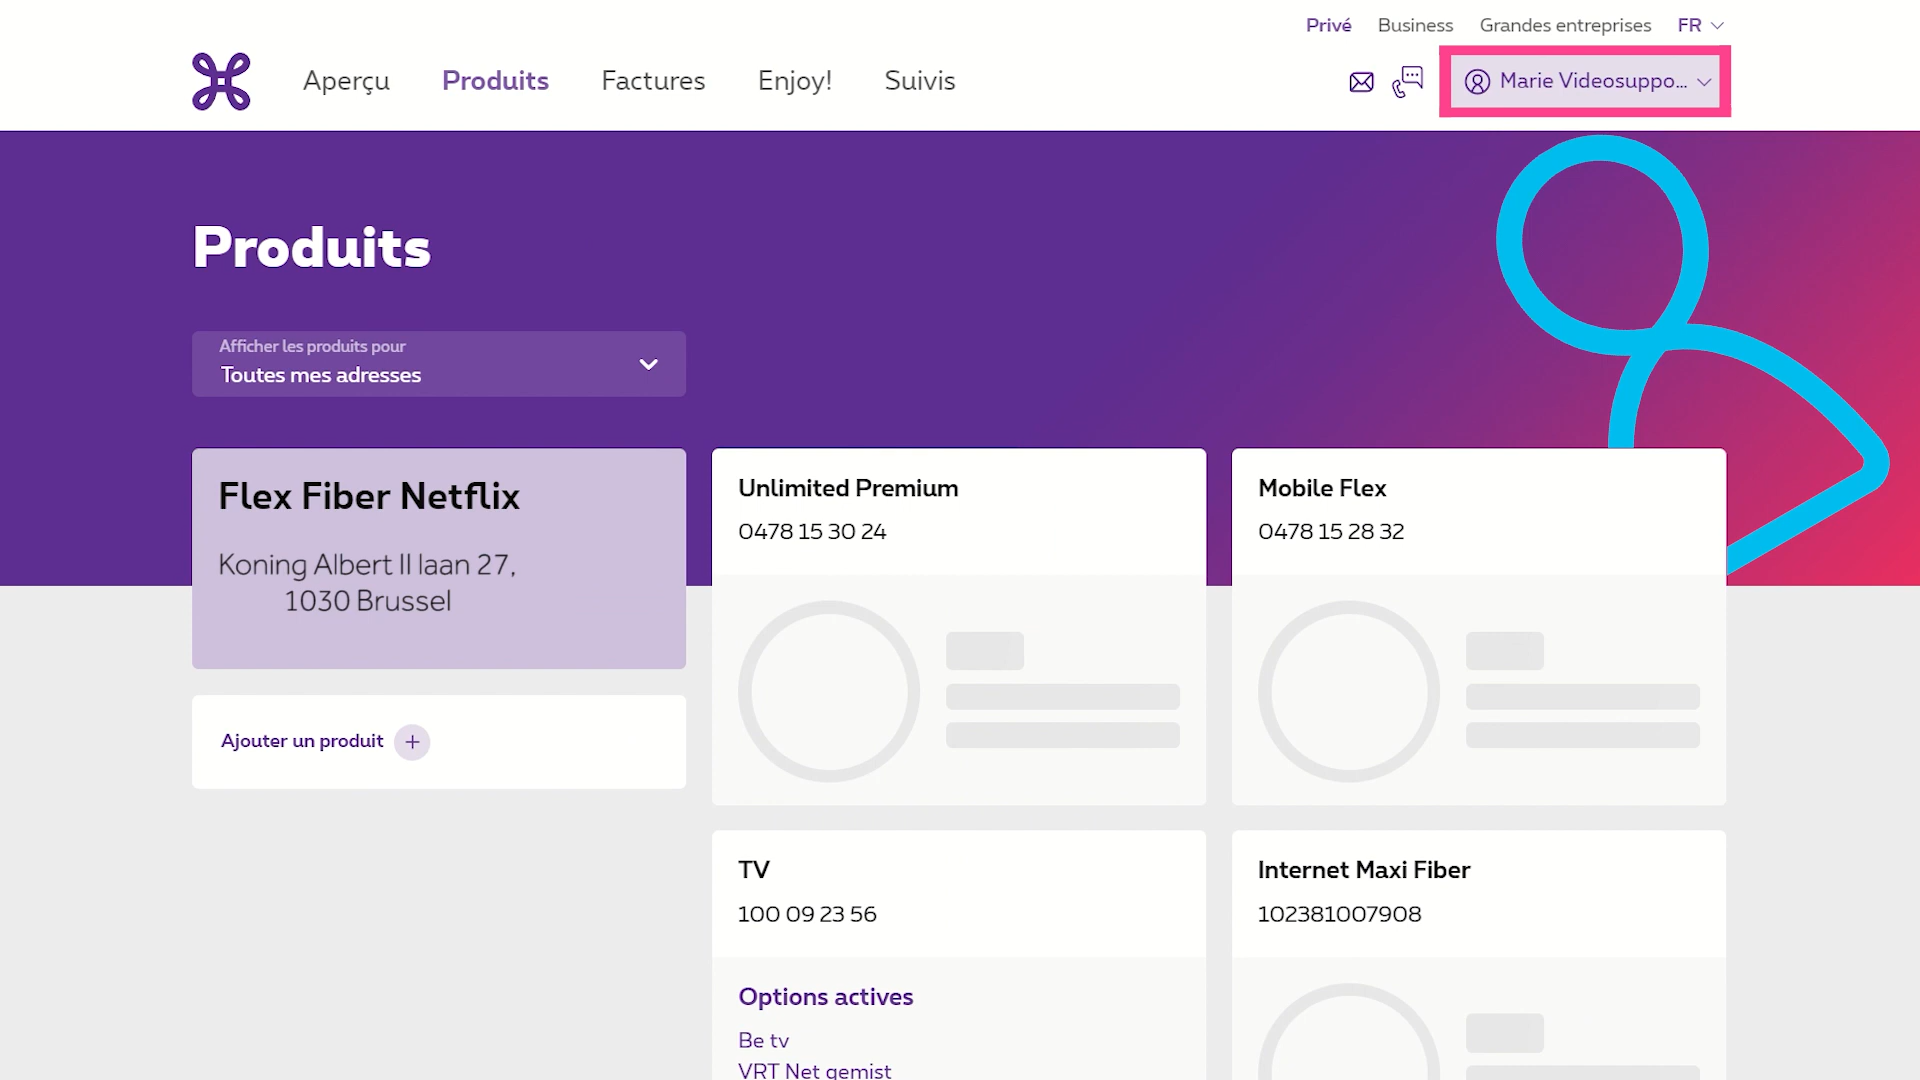 Privé Business Grandes entreprises FR
Aperçu Produits Factures Enjoy! Suivis Marie Videosuppo...
Produits
Afficher les produits pour
Toutes mes adresses
Flex Fiber Netflix
Koning Albert II laan 27,
1030 Brussel
Ajouter un produit +
Unlimited Premium
0478 15 30 24
Mobile Flex
0478 15 28 32
TV
100 09 23 56
Options actives
Be tv
VRT Net gemist
Internet Maxi Fiber
102381007908